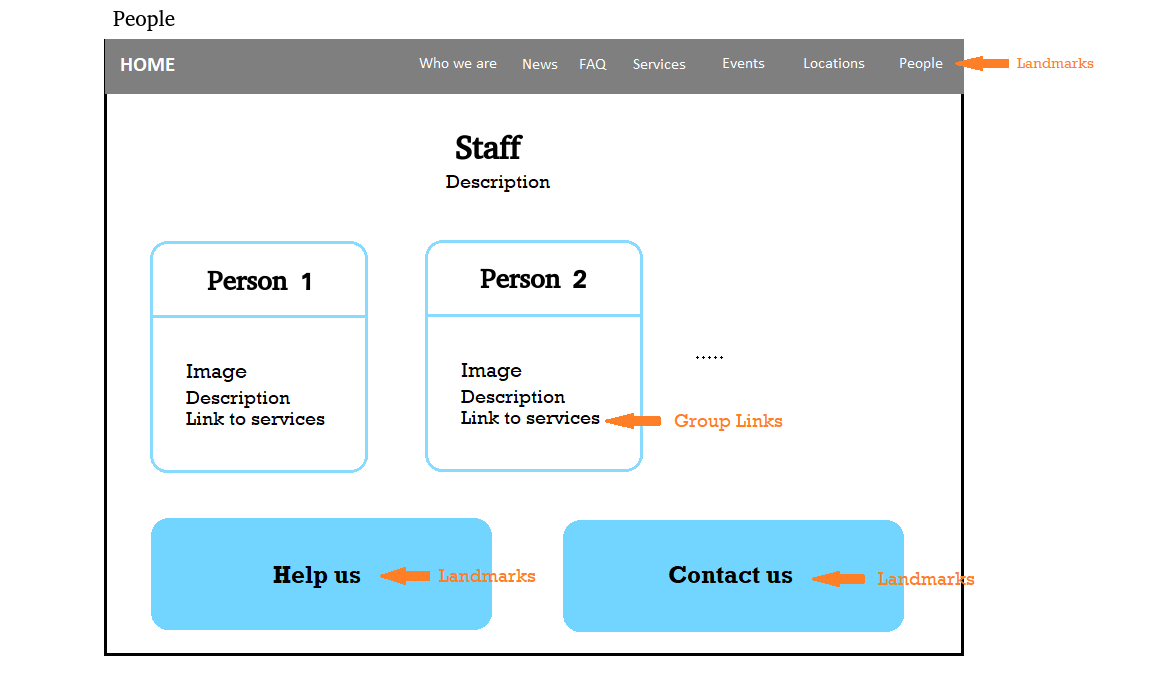 People
HOME Who we are News FAQ Services Events Locations People Landmarks
Staff
Description
Person 1
Image
Description
Link to services
Person 2
Image
Description
Link to services Group Links
.....
Help us Landmarks
Contact us Landmarks